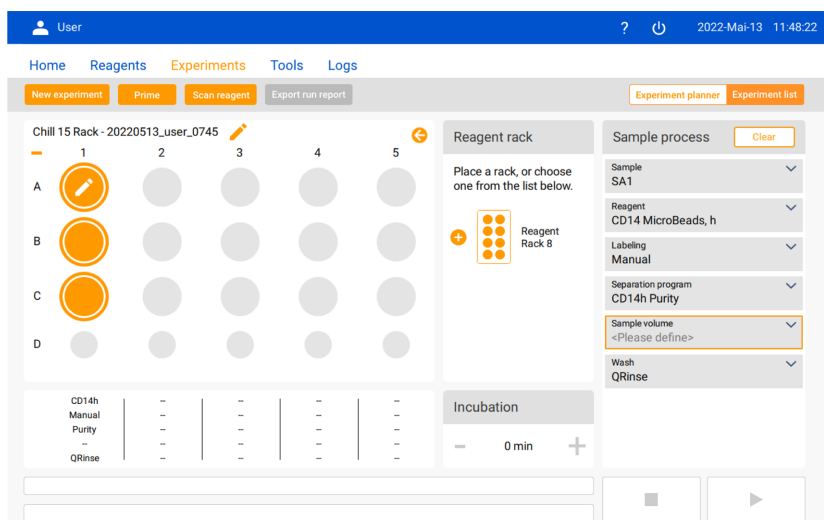 User
? 2022-Mai-13 11:48:22
Home Reagents Experiments Tools Logs
New experiment Prime Scan reagent Export run report Experiment planner Experiment list
Chill 15 Rack - 20220513_user_0745
1 2 3 4 5
A
B
C
D
CD14h -- -- -- --
Manual -- -- -- --
Purity -- -- -- --
-- -- -- -- --
QRinse -- -- -- --
Reagent rack
Place a rack, or choose
one from the list below.
Reagent
Rack 8
Incubation
0 min
Sample process Clear
Sample
SA1
Reagent
CD14 MicroBeads, h
Labeling
Manual
Separation program
CD14h Purity
Sample volume
<Please define>
Wash
QRinse